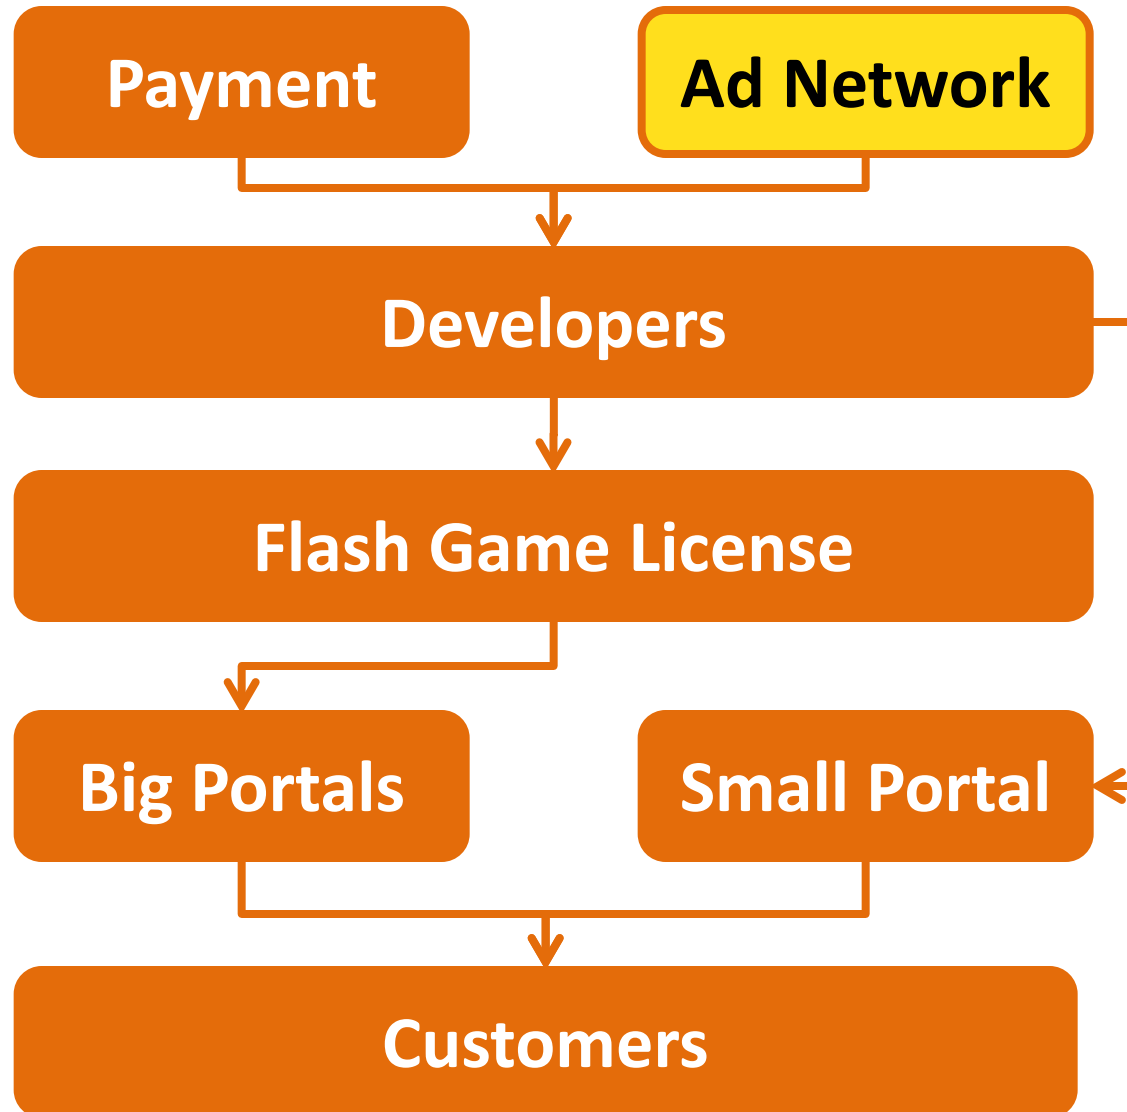 Payment
Ad Network
Developers
Flash Game License
Big Portals
Small Portal
Customers